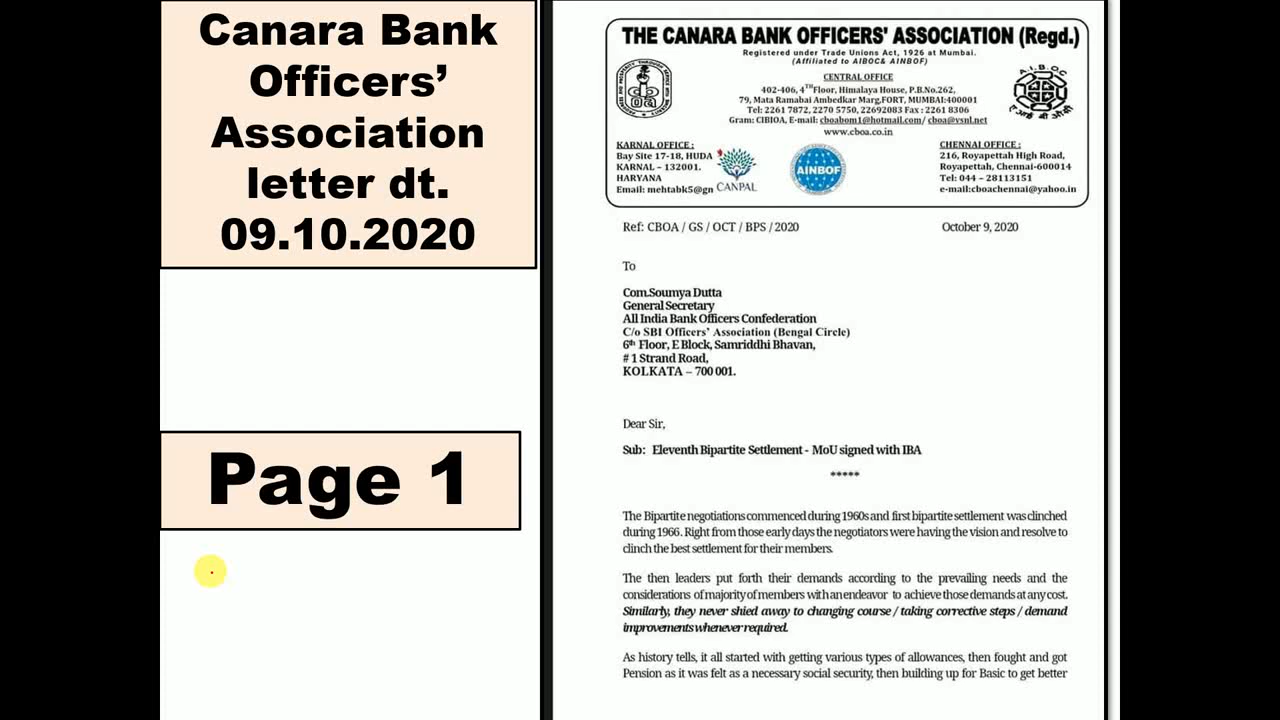 Canara Bank
Officers’
Association
letter dt.
09.10.2020
Page 1
THE CANARA BANK OFFICERS' ASSOCIATION (Regd.)
Registered under Trade Unions Act, 1926 at Mumbai.
(Affiliated to AIBOC& AINBOF)
CENTRAL OFFICE
402-406, 4TH Floor, Himalaya House, P.B.No.262,
79, Mata Ramabai Ambedkar Marg,FORT, MUMBAI:400001
Tel: 2261 7872, 2270 5750, 22692083 Fax : 2261 8306
Gram: CIBIOA, E-mail: cboabom1@hotmail.com/ cboa@vsnl.net
www.cboa.co.in
A.I.B.O.C
KARNAL OFFICE :
Bay Site 17-18, HUDA
KARNAL – 132001.
HARYANA
Email: mehtabk5@gn
CANPAL
AINBOF
CHENNAI OFFICE :
216, Royapettah High Road,
Royapettah, Chennai-600014
Tel: 044 – 28113151
e-mail:cboachennai@yahoo.in
Ref: CBOA / GS / OCT / BPS / 2020 October 9, 2020
To
Com.Soumya Dutta
General Secretary
All India Bank Officers Confederation
C/o SBI Officers’ Association (Bengal Circle)
6th Floor, E Block, Samriddhi Bhavan,
# 1 Strand Road,
KOLKATA – 700 001.
Dear Sir,
Sub: Eleventh Bipartite Settlement - MoU signed with IBA
*****
The Bipartite negotiations commenced during 1960s and first bipartite settlement was clinched
during 1966. Right from those early days the negotiators were having the vision and resolve to
clinch the best settlement for their members.
The then leaders put forth their demands according to the prevailing needs and the
considerations of majority of members with an endeavor to achieve those demands at any cost.
Similarly, they never shied away to changing course / taking corrective steps / demand
improvements whenever required.
As history tells, it all started with getting various types of allowances, then fought and got
Pension as it was felt as a necessary social security, then building up for Basic to get better